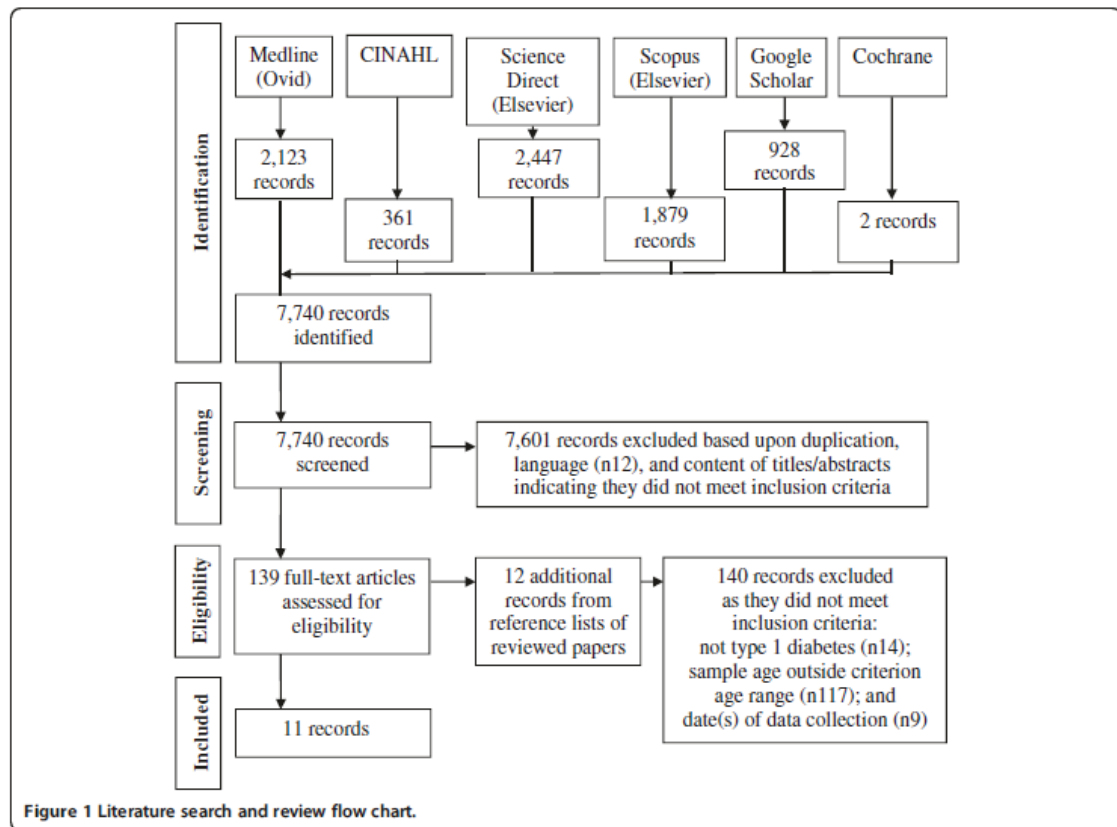 Identification
Medline
(Ovid)
CINAHL
Science
Direct
(Elsevier)
Scopus
(Elsevier)
Google
Scholar
Cochrane
2,123
records
361
records
2,447
records
1,879
records
928
records
2 records
7,740 records
identified
Screening
7,740 records
screened
7,601 records excluded based upon duplication,
language (n12), and content of titles/abstracts
indicating they did not meet inclusion criteria
Eligibility
139 full-text articles
assessed for
eligibility
12 additional
records from
reference lists of
reviewed papers
140 records excluded
as they did not meet
inclusion criteria:
not type 1 diabetes (n14);
sample age outside criterion
age range (n117); and
date(s) of data collection (n9)
Included
11 records
Figure 1 Literature search and review flow chart.